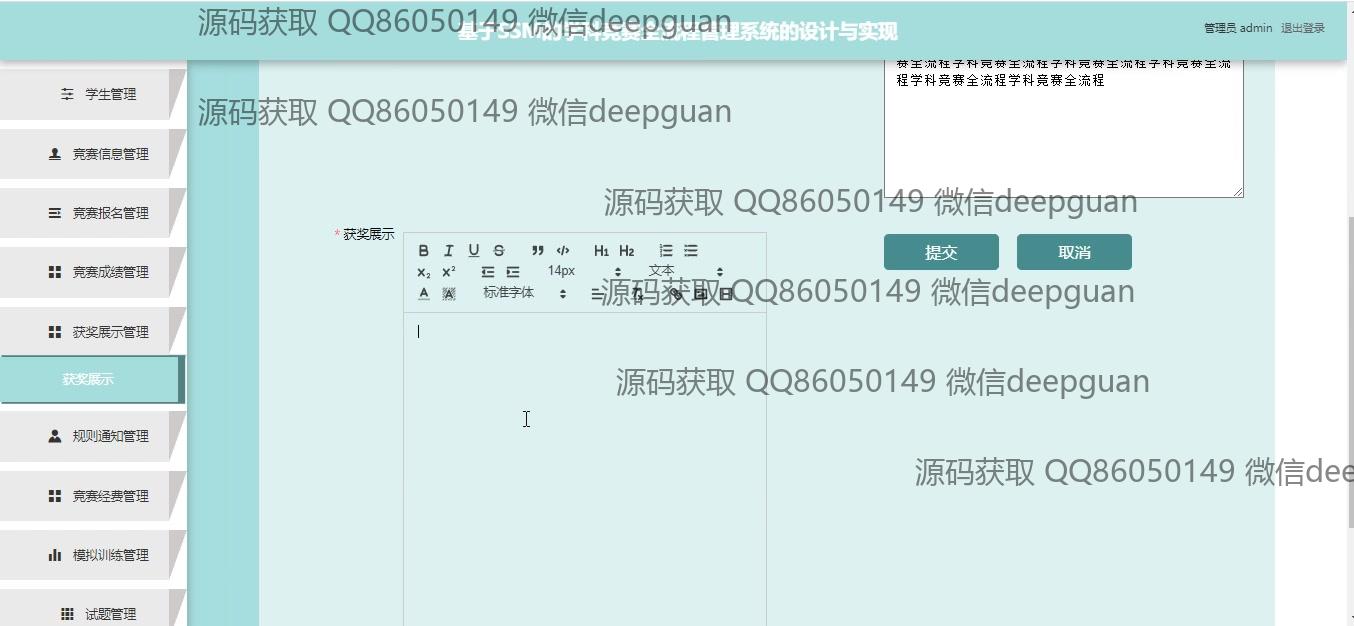 源码获取 QQ86050149 微信deepguan
基于SSM的学科竞赛全流程管理系统的设计与实现
管理员 admin 退出登录
赛全流程学科竞赛全流程学科竞赛全流程学科竞赛全流
程学科竞赛全流程学科竞赛全流程
学生管理
源码获取 QQ86050149 微信deepguan
竞赛信息管理
竞赛报名管理
源码获取 QQ86050149 微信deepguan
*获奖展示
B I U S ” </> H1 H2
X2 X2 14px 文本
A A 标准字体
提交 取消
竞赛成绩管理
源码获取 QQ86050149 微信deepguan
获奖展示管理
获奖展示
源码获取 QQ86050149 微信deepguan
规则通知管理
源码获取 QQ86050149 微信dee
竞赛经费管理
模拟训练管理
试题管理